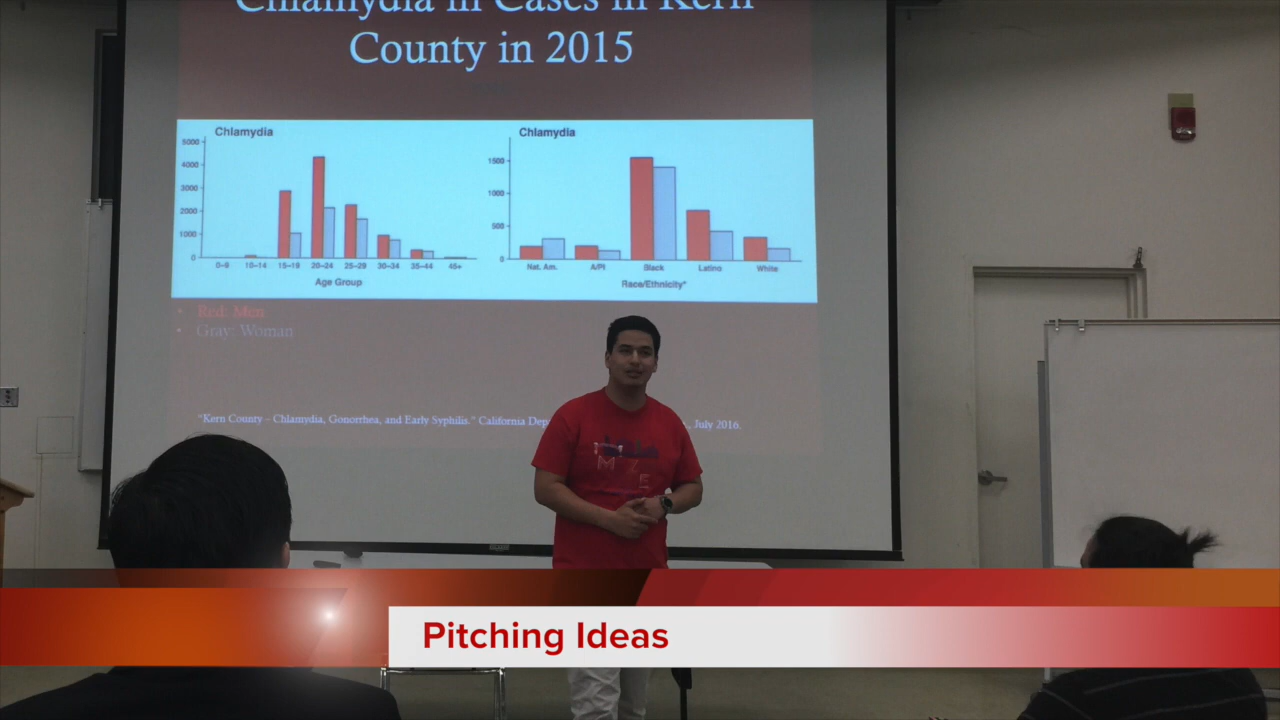 Chlamydia in Cases in Kern
County in 2015
Chlamydia
5000
4000
3000
2000
1000
0
0-9 10-14 15-19 20-24 25-29 30-34 35-44 45+
Age Group
Chlamydia
1500
1000
500
0
Nat. Am. A/PI Black Latino White
Race/Ethnicity*
• Red: Men
• Gray: Woman
"Kern County – Chlamydia, Gonorrhea, and Early Syphilis." California Dep , July 2016.
Pitching Ideas